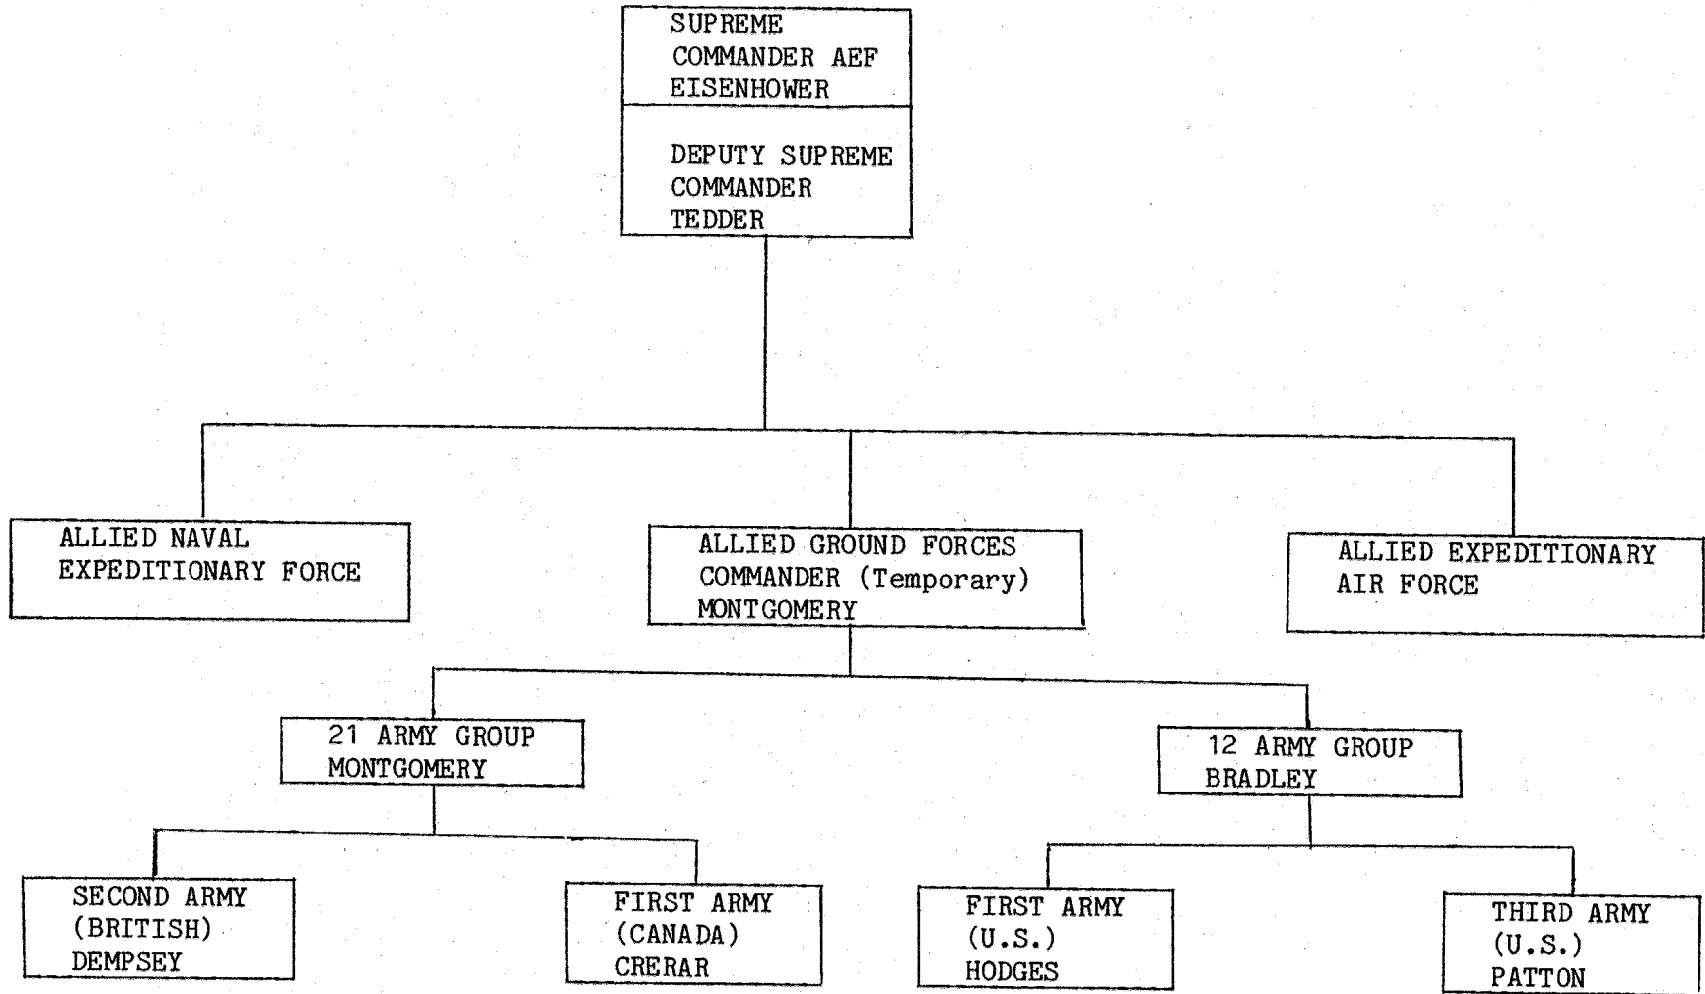 SUPREME
COMMANDER AEF
EISENHOWER
DEPUTY SUPREME
COMMANDER
TEDDER
ALLIED NAVAL
EXPEDITIONARY FORCE
ALLIED GROUND FORCES
COMMANDER (Temporary)
MONTGOMERY
ALLIED EXPEDITIONARY
AIR FORCE
21 ARMY GROUP
MONTGOMERY
12 ARMY GROUP
BRADLEY
SECOND ARMY
(BRITISH)
DEMPSEY
FIRST ARMY
(CANADA)
CRERAR
FIRST ARMY
(U.S.)
HODGES
THIRD ARMY
(U.S.)
PATTON